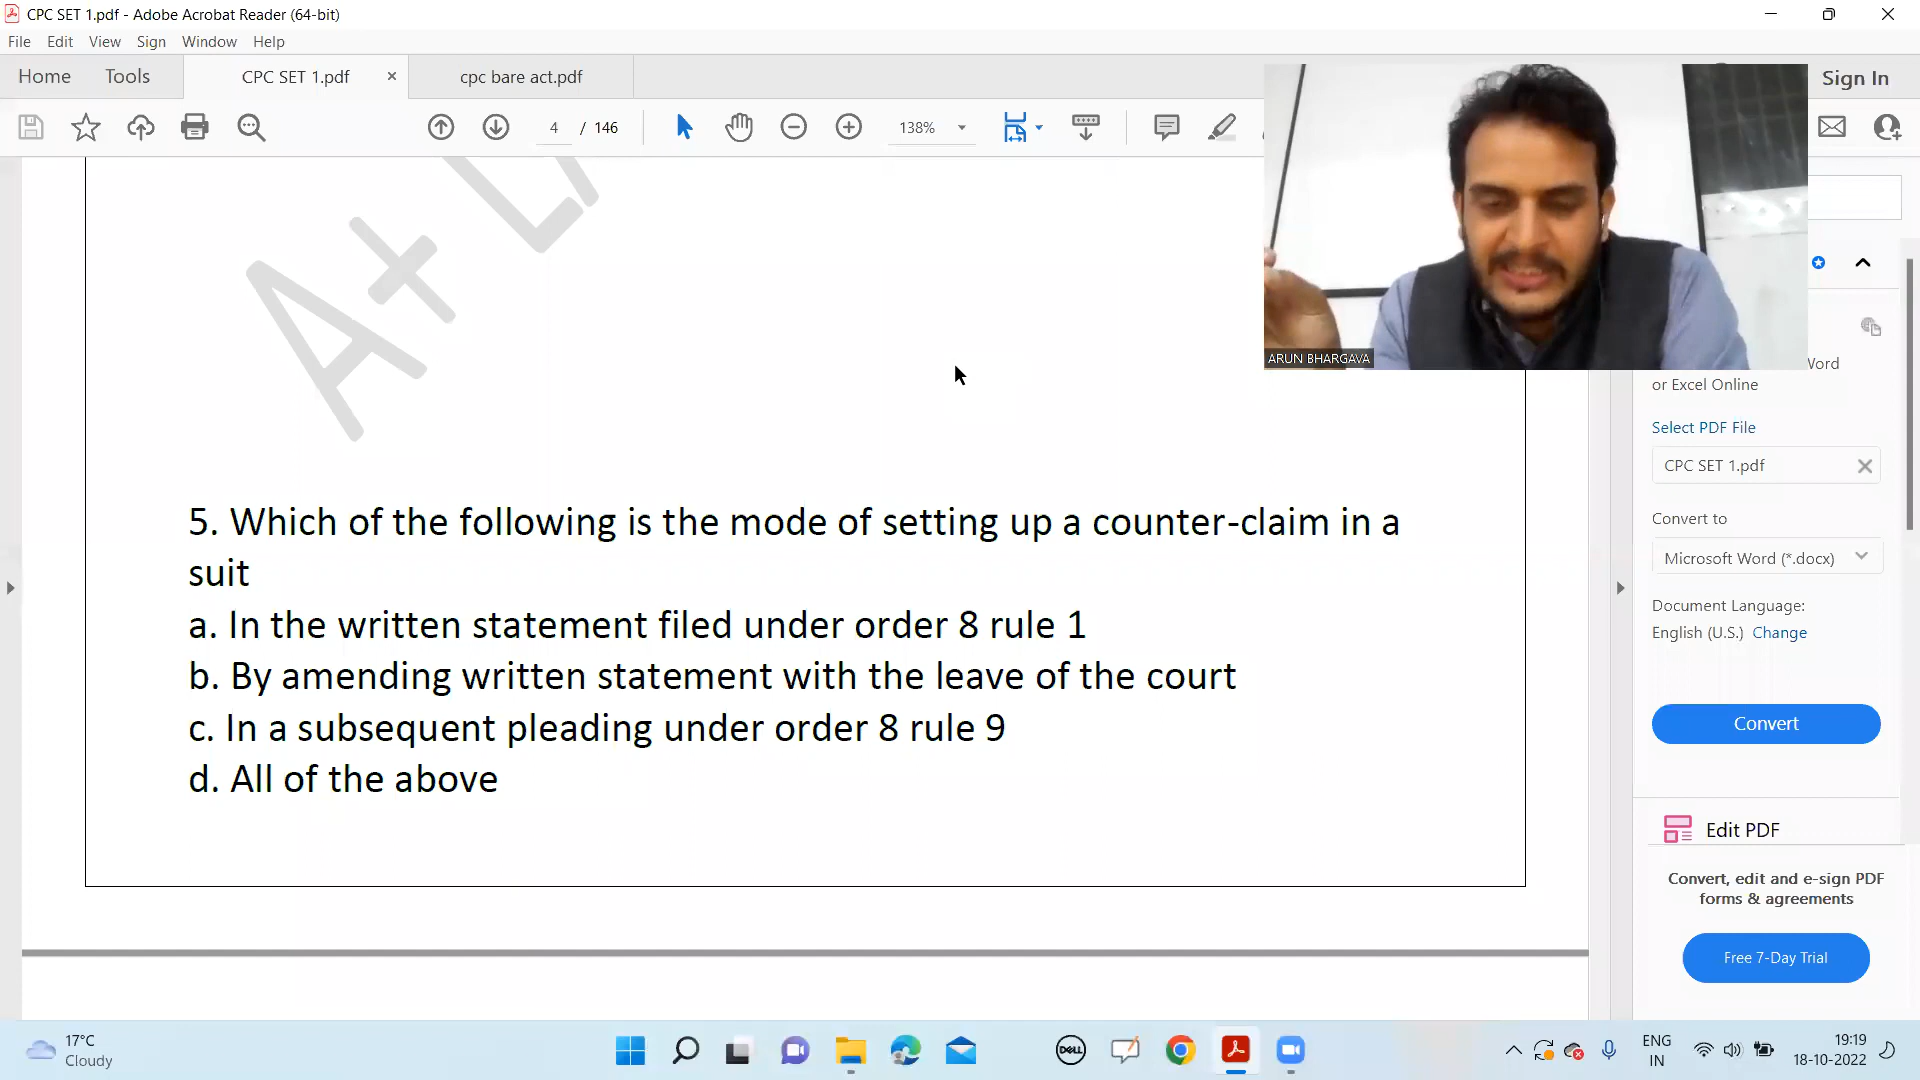 CPC SET 1.pdf - Adobe Acrobat Reader (64-bit)
File Edit View Sign Window Help
Home Tools CPC SET 1.pdf cpc bare act.pdf Sign In
4 / 146 138%
A+
ARUN BHARGAVA
Word
or Excel Online
Select PDF File
CPC SET 1.pdf
Convert to
Microsoft Word (*.docx)
Document Language:
English (U.S.) Change
Convert
Edit PDF
Convert, edit and e-sign PDF
forms & agreements
Free 7-Day Trial
5. Which of the following is the mode of setting up a counter-claim in a
suit
a. In the written statement filed under order 8 rule 1
b. By amending written statement with the leave of the court
c. In a subsequent pleading under order 8 rule 9
d. All of the above
17°C
Cloudy
DELL
ENG
IN
19:19
18-10-2022